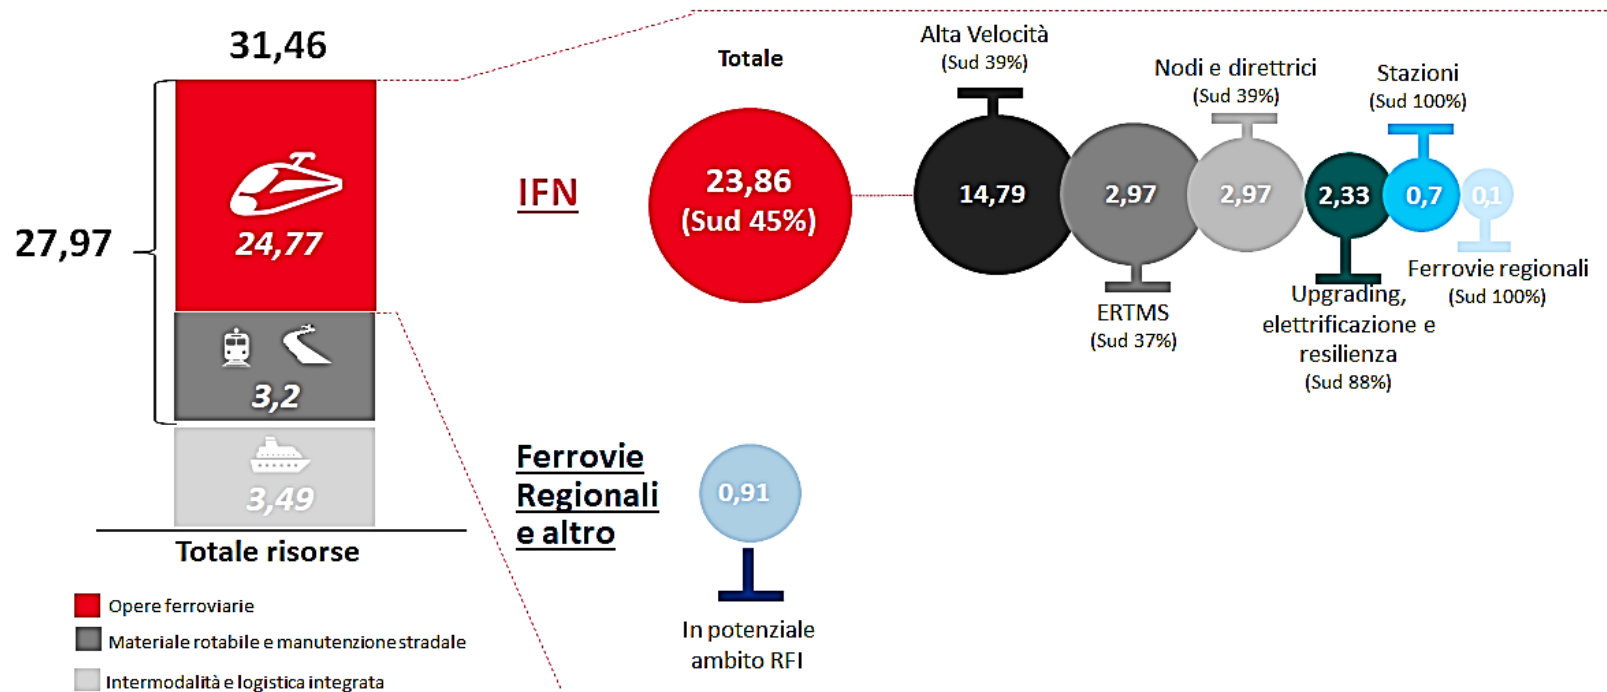 31,46
27,97
24,77
3,2
3,49
Totale risorse
Opere ferroviarie
Materiale rotabile e manutenzione stradale
Intermodalità e logistica integrata
IFN
Totale
23,86
(Sud 45%)
Alta Velocità
(Sud 39%)
14,79
2,97
ERTMS
(Sud 37%)
Nodi e direttrici
(Sud 39%)
2,97
2,33
Upgrading,
elettrificazione e
resilienza
(Sud 88%)
Stazioni
(Sud 100%)
0,7
0,1
Ferrovie regionali
(Sud 100%)
Ferrovie
Regionali
e altro
0,91
In potenziale
ambito RFI